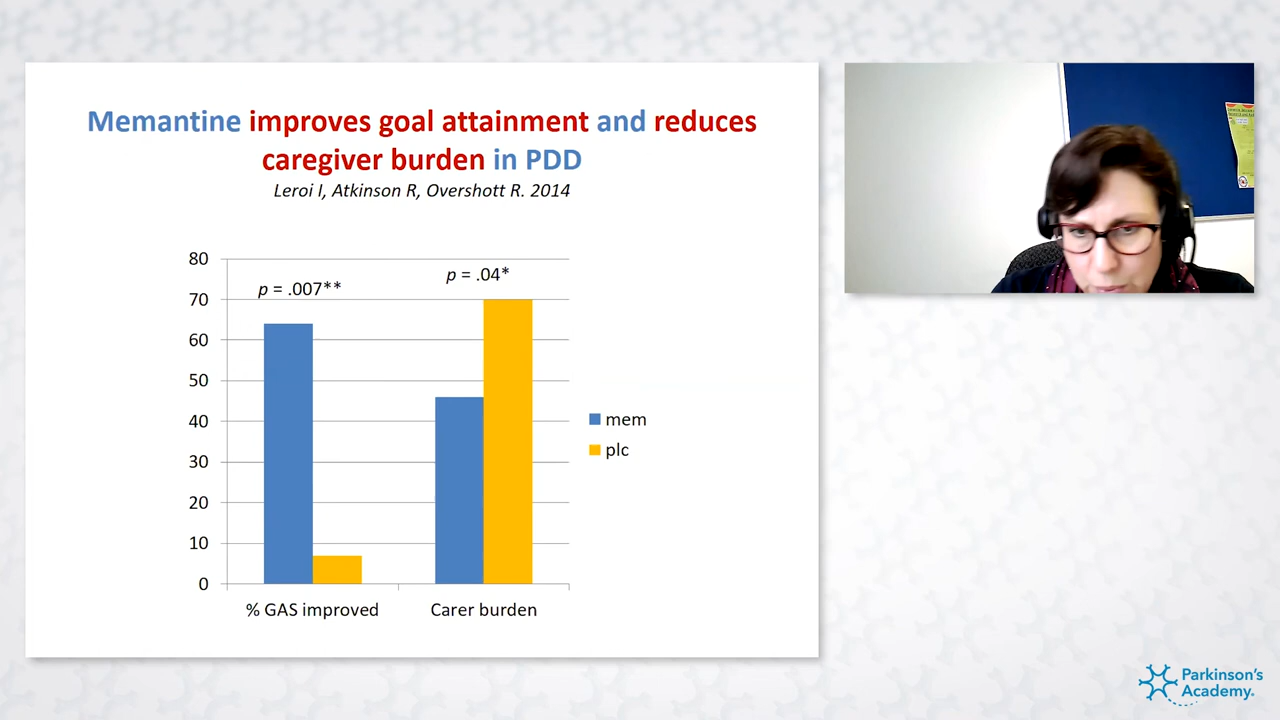 Memantine improves goal attainment and reduces
caregiver burden in PDD
Leroi I, Atkinson R, Overshott R. 2014
80
70
60
50
40
30
20
10
0
p = .007**
p = .04*
% GAS improved
Carer burden
mem
plc
Parkinson's
Academy.